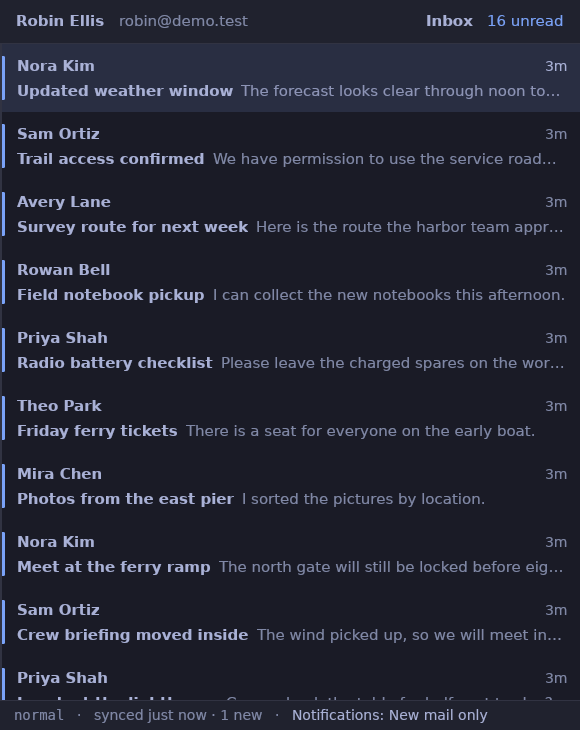 Robin Ellis robin@demo.test Inbox 16 unread
Nora Kim 3m
Updated weather window The forecast looks clear through noon to…
Sam Ortiz 3m
Trail access confirmed We have permission to use the service road…
Avery Lane 3m
Survey route for next week Here is the route the harbor team appr…
Rowan Bell 3m
Field notebook pickup I can collect the new notebooks this afternoon.
Priya Shah 3m
Radio battery checklist Please leave the charged spares on the wor…
Theo Park 3m
Friday ferry tickets There is a seat for everyone on the early boat.
Mira Chen 3m
Photos from the east pier I sorted the pictures by location.
Nora Kim 3m
Meet at the ferry ramp The north gate will still be locked before eig…
Sam Ortiz 3m
Crew briefing moved inside The wind picked up, so we will meet in…
Priya Shah 3m
normal · synced just now · 1 new · Notifications: New mail only